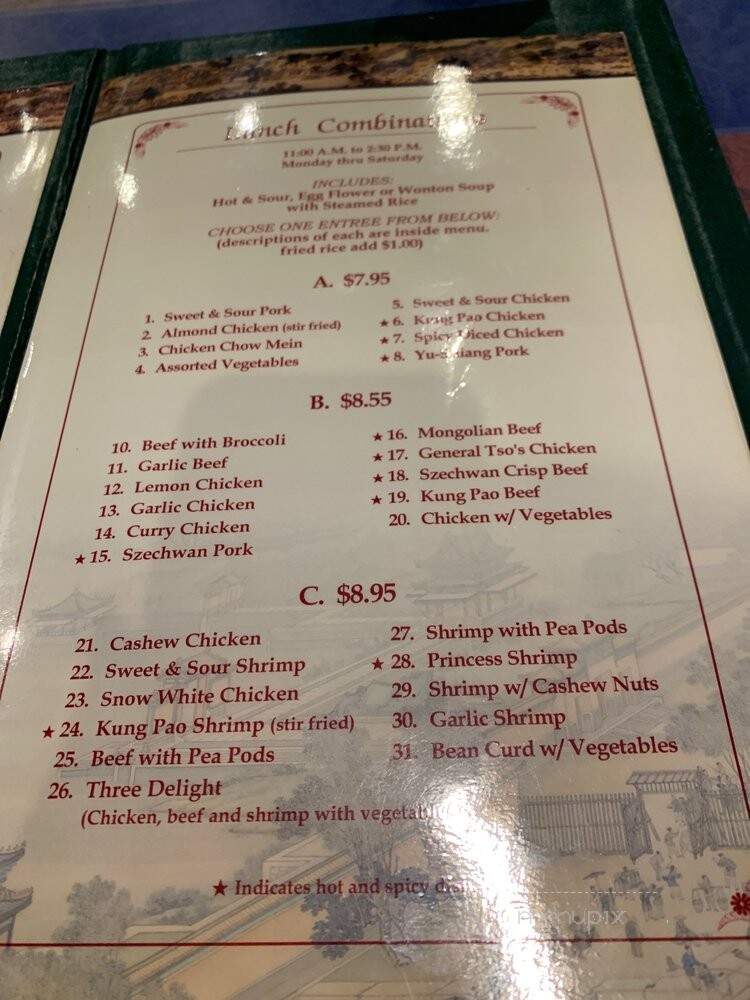 Lunch Combinations
11:00 A.M. to 2:30 P.M.
Monday thru Saturday
INCLUDES:
Hot & Sour, Egg Flower or Wonton Soup
with Steamed Rice
CHOOSE ONE ENTREE FROM BELOW:
(descriptions of each are inside menu.
fried rice add $1.00)
A. $7.95
1. Sweet & Sour Pork
2. Almond Chicken (stir fried)
3. Chicken Chow Mein
4. Assorted Vegetables
5. Sweet & Sour Chicken
★ 6. Kung Pao Chicken
★ 7. Spicy Diced Chicken
★ 8. Yu-Shiang Pork
B. $8.55
10. Beef with Broccoli
11. Garlic Beef
12. Lemon Chicken
13. Garlic Chicken
14. Curry Chicken
★ 15. Szechwan Pork
★ 16. Mongolian Beef
★ 17. General Tso's Chicken
★ 18. Szechwan Crisp Beef
★ 19. Kung Pao Beef
20. Chicken w/ Vegetables
C. $8.95
21. Cashew Chicken
22. Sweet & Sour Shrimp
23. Snow White Chicken
★ 24. Kung Pao Shrimp (stir fried)
25. Beef with Pea Pods
26. Three Delight
(Chicken, beef and shrimp with vegetables)
27. Shrimp with Pea Pods
★ 28. Princess Shrimp
29. Shrimp w/ Cashew Nuts
30. Garlic Shrimp
31. Bean Curd w/ Vegetables
★ Indicates hot and spicy
menupix